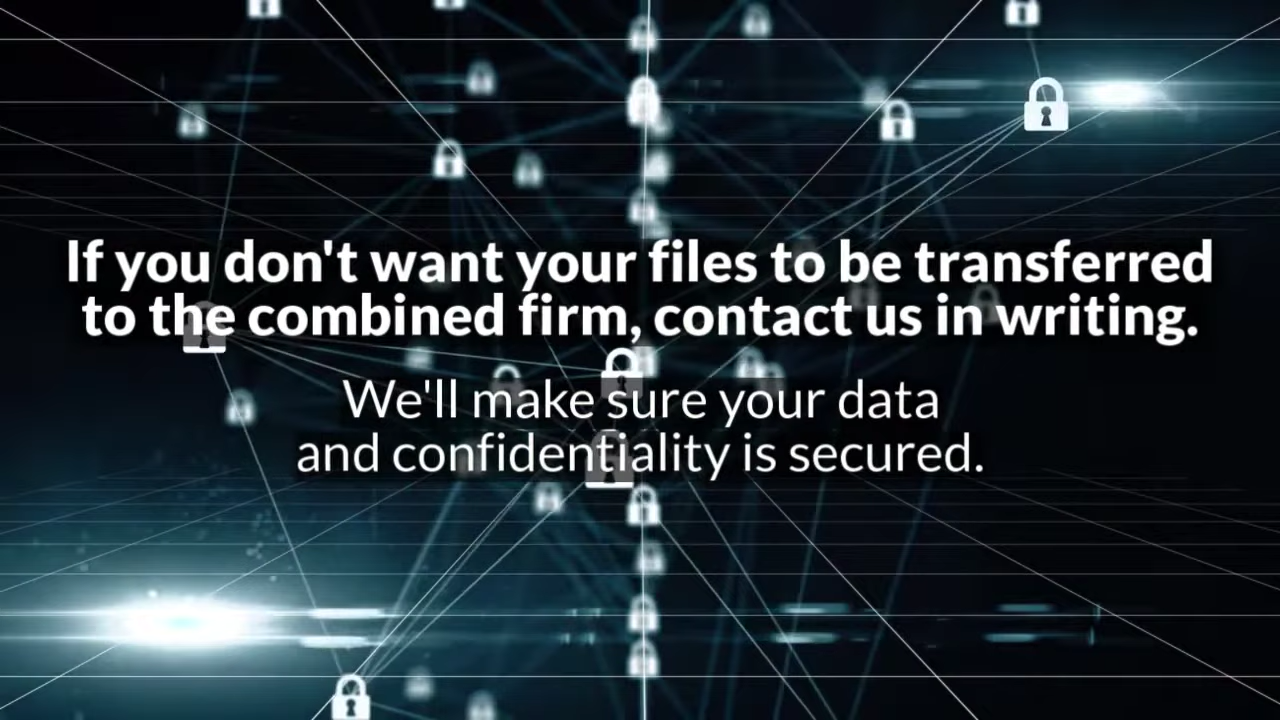 If you don't want your files to be transferred
to the combined firm, contact us in writing.
We'll make sure your data
and confidentiality is secured.